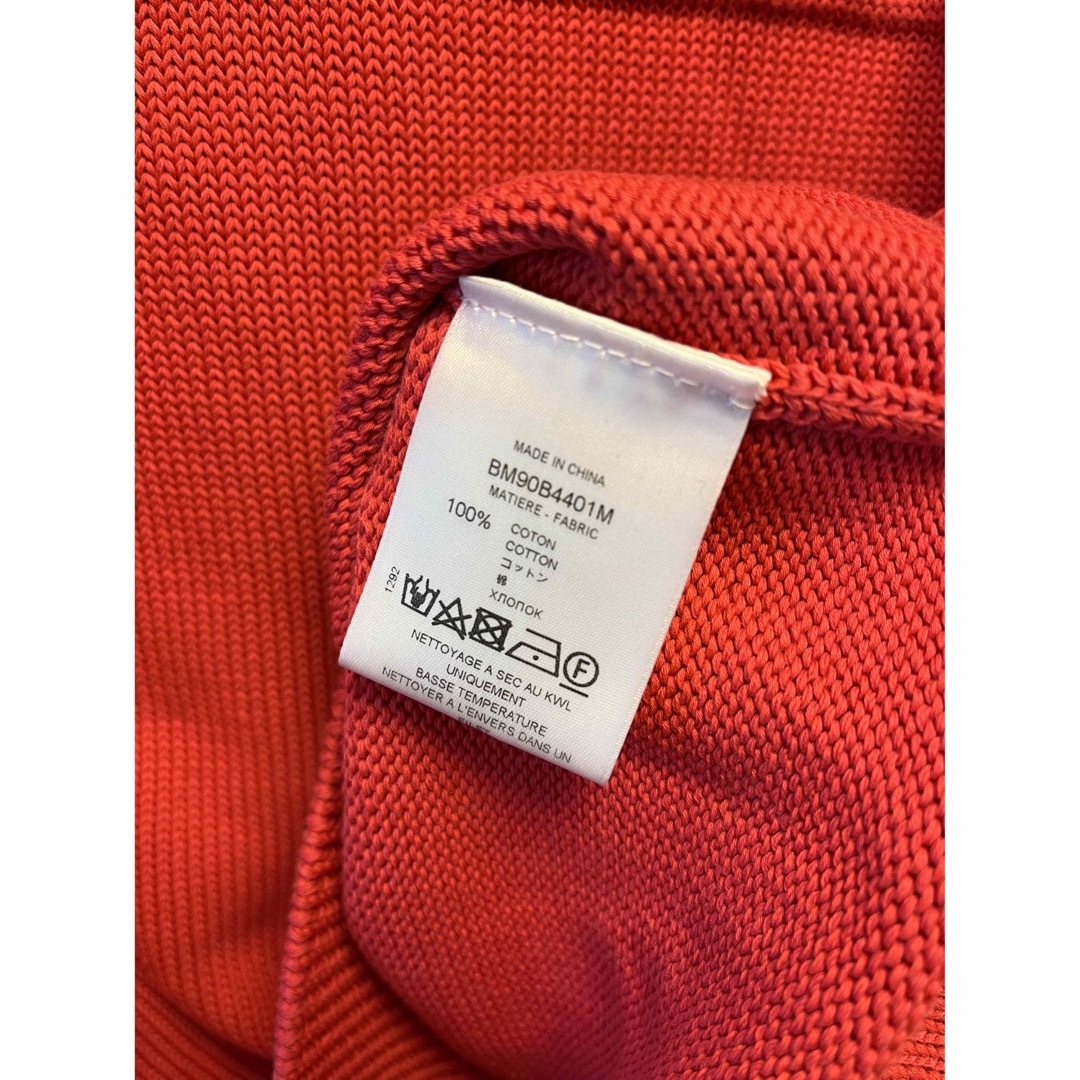 MADE IN CHINA
BM90B4401M
MATIERE - FABRIC
100% COTON
COTTON
コットン
棉
ХЛОПОК
1292
F
NETTOYAGE A SEC AU KWL
UNIQUEMENT
BASSE TEMPERATURE
NETTOYER A L'ENVERS DANS UN